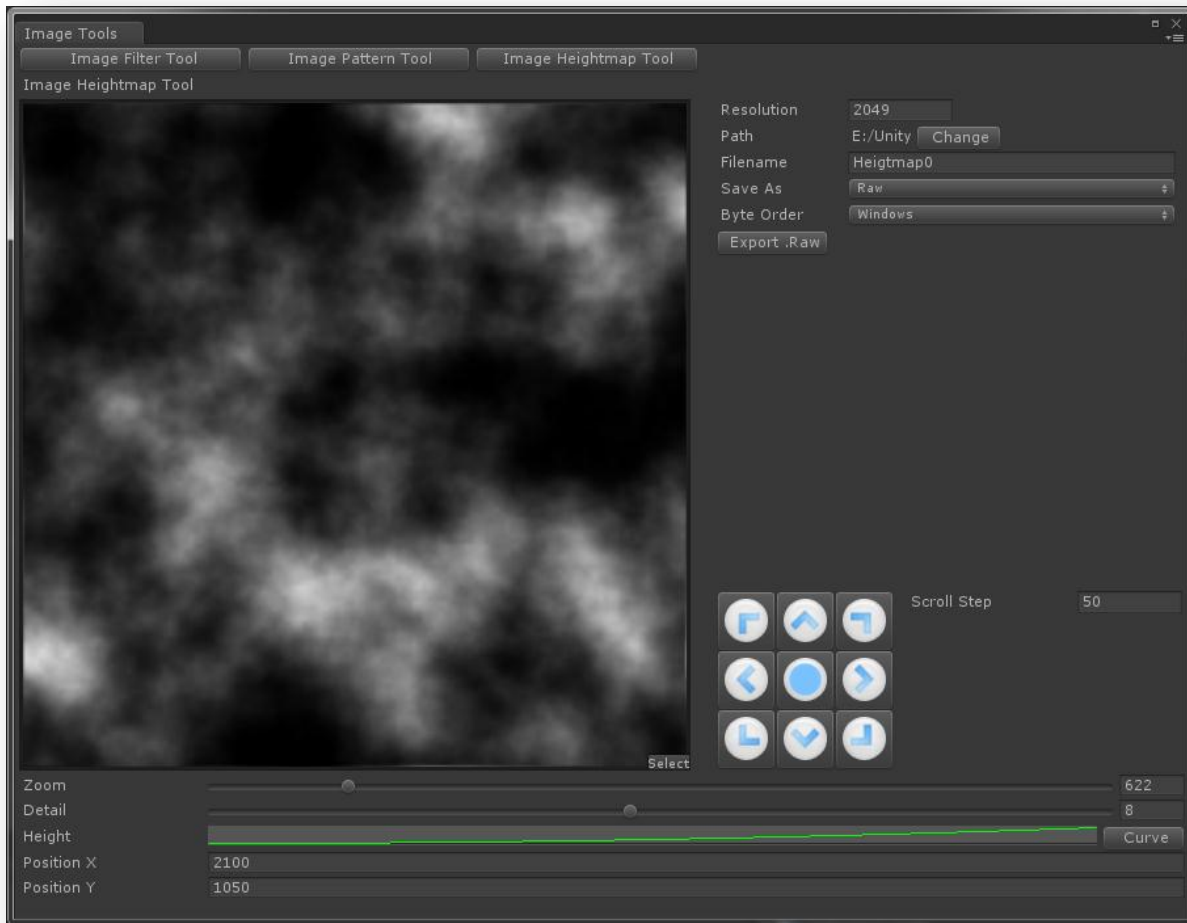 Image Tools
Image Filter Tool Image Pattern Tool Image Heightmap Tool
Image Heightmap Tool
Resolution 2049
Path E:/Unity Change
Filename Heigtmap0
Save As Raw
Byte Order Windows
Export .Raw
Scroll Step 50
Select
Zoom 622
Detail 8
Height Curve
Position X 2100
Position Y 1050